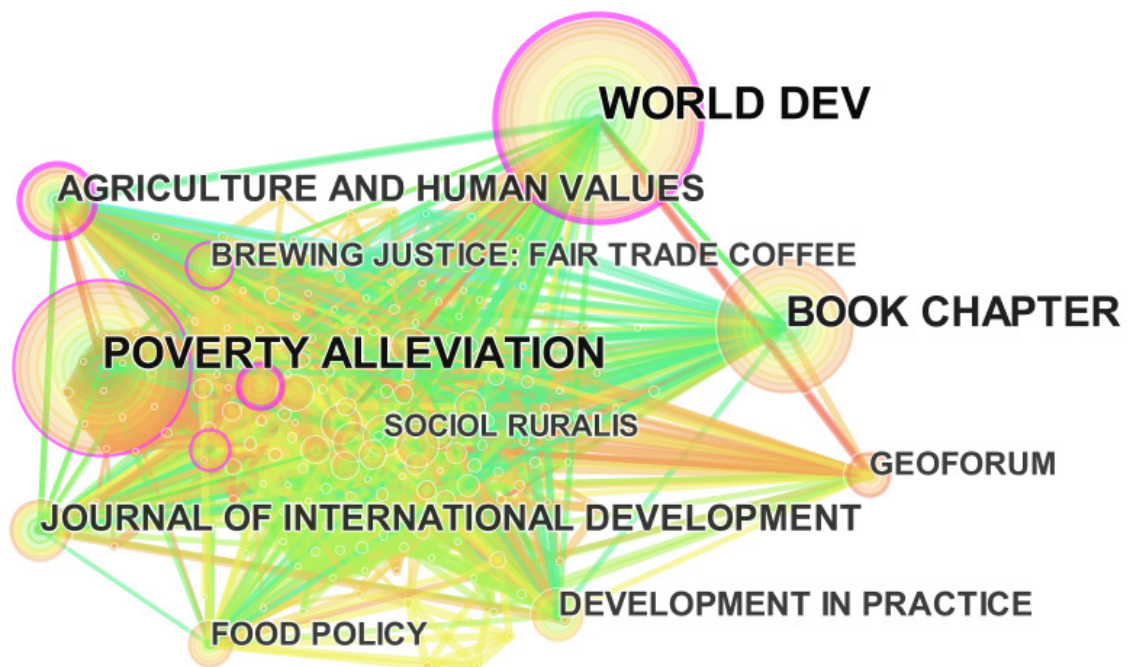 WORLD DEV
AGRICULTURE AND HUMAN VALUES
BREWING JUSTICE: FAIR TRADE COFFEE
BOOK CHAPTER
POVERTY ALLEVIATION
SOCIOL RURALIS
GEOFORUM
JOURNAL OF INTERNATIONAL DEVELOPMENT
DEVELOPMENT IN PRACTICE
FOOD POLICY